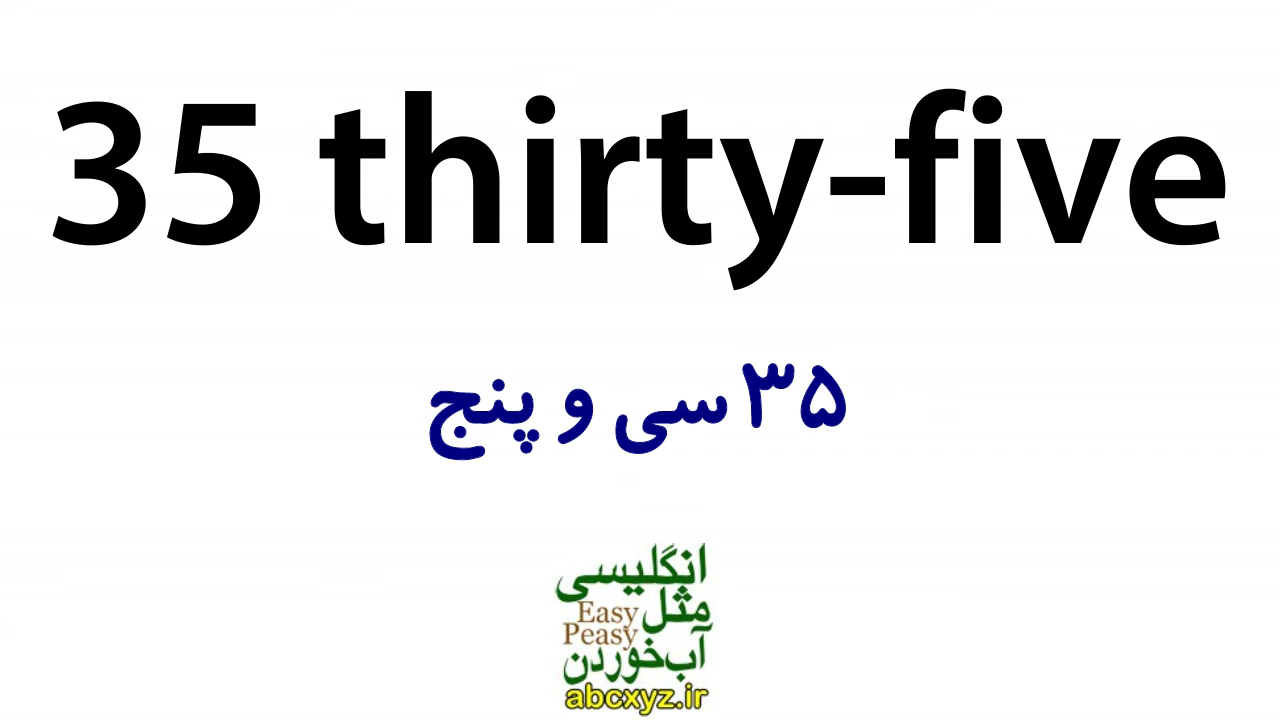 35 thirty-five
۳۵ سی و پنج
انگلیسی
مثل
Easy
Peasy
آب‌خوردن
abcxyz.ir